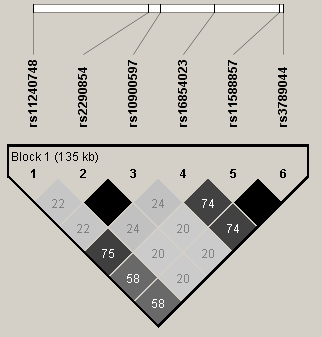 rs11240748
rs2290854
rs10900597
rs16854023
rs11588857
rs3789044
Block 1 (135 kb)
1 2 3 4 5 6
22 24 74
22 24 20 74
75 20 20
58 20
58